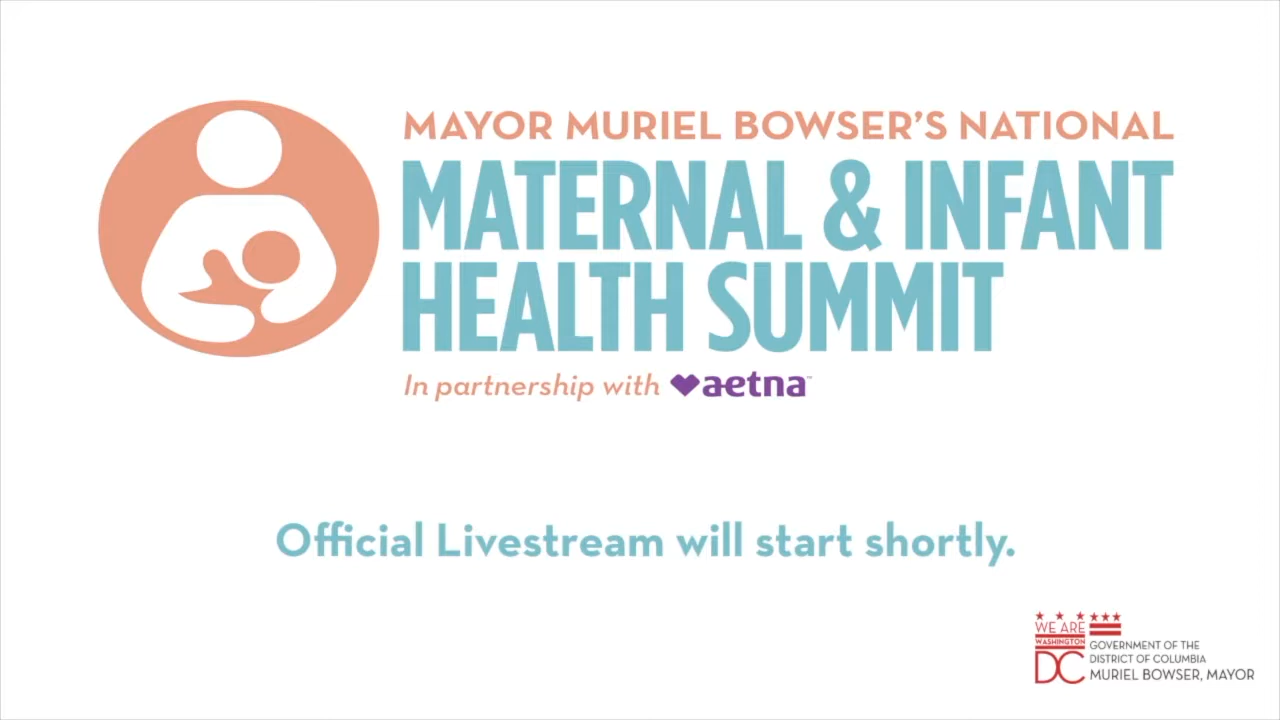 MAYOR MURIEL BOWSER'S NATIONAL
MATERNAL & INFANT
HEALTH SUMMIT
In partnership with aetna™
Official Livestream will start shortly.
WE ARE
WASHINGTON
DC
GOVERNMENT OF THE
DISTRICT OF COLUMBIA
MURIEL BOWSER, MAYOR